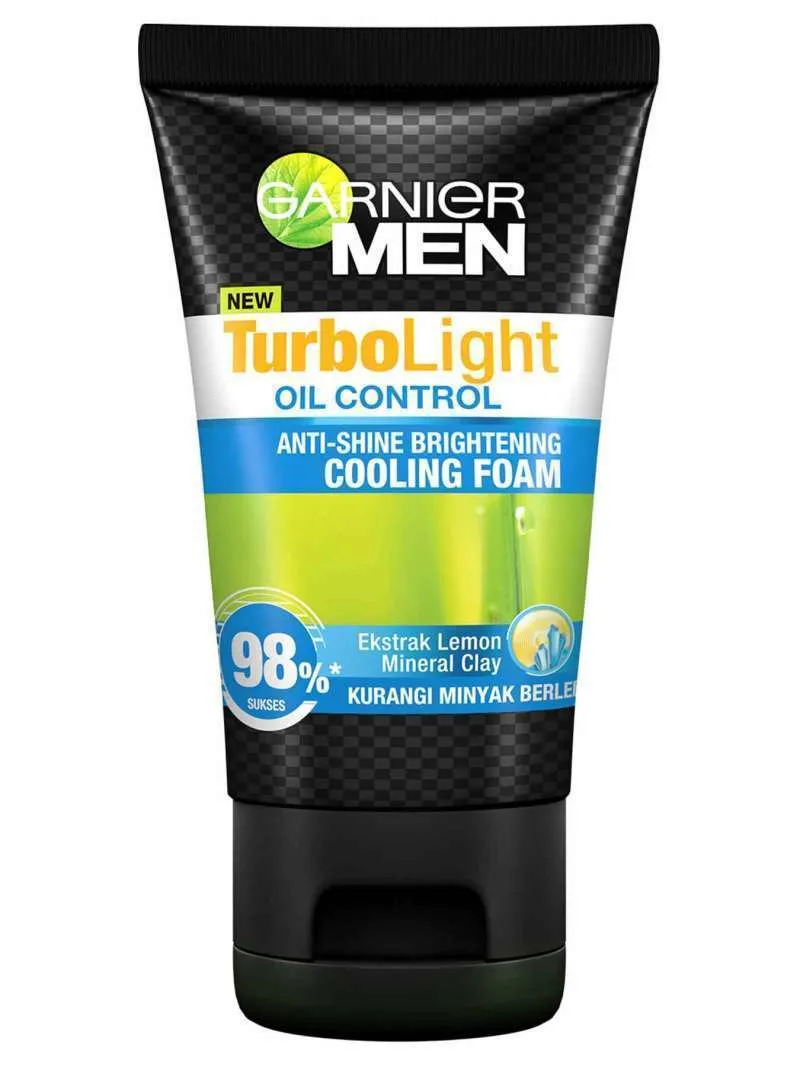 GARNIER
MEN
NEW
TurboLight
OIL CONTROL
ANTI-SHINE BRIGHTENING
COOLING FOAM
98%*
SUKSES
Ekstrak Lemon
Mineral Clay
KURANGI MINYAK